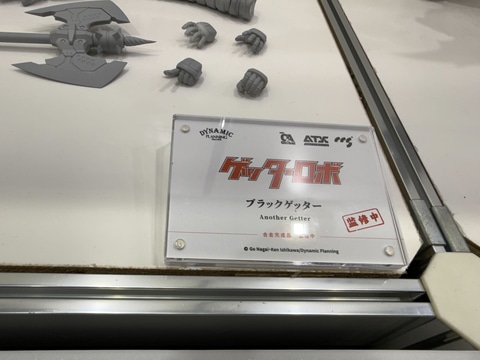 DYNAMIC
PLANNING
ATX
ゲッターロボ
ブラックゲッター
Another Getter
監修中
© Go Nagai・Ken Ishikawa/Dynamic Planning